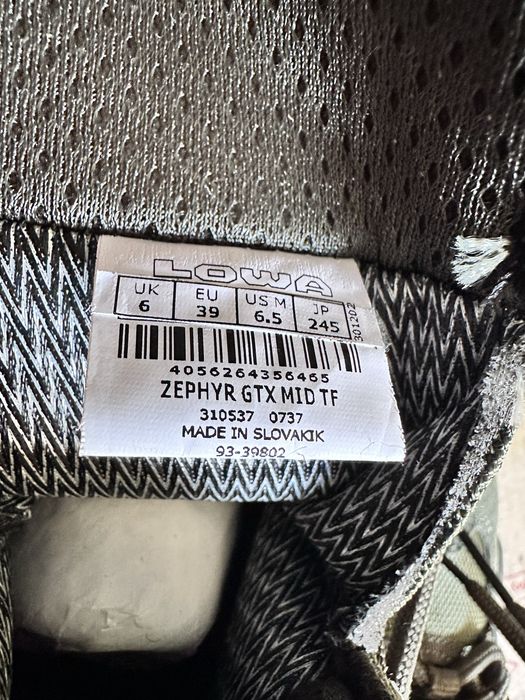 LOWA
UK EU US M JP
6 39 6.5 245
301202
4056264356465
ZEPHYR GTX MID TF
310537 0737
MADE IN SLOVAKIK
93-39802